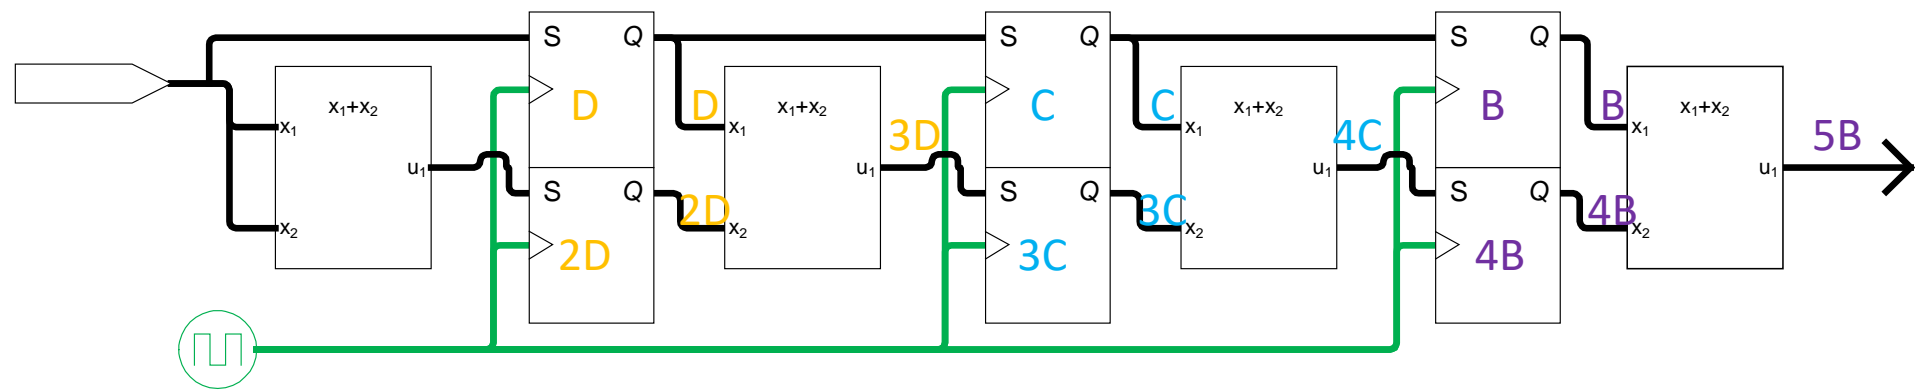 S Q
S Q
S Q
x₁+x₂
D
D
x₁+x₂
C
C
x₁+x₂
B
B
x₁+x₂
x₁
x₁
3D
x₁
4C
x₁
5B
u₁
u₁
u₁
u₁
S Q
S Q
S Q
x₂
2D
x₂
3C
x₂
4B
x₂
2D
3C
4B